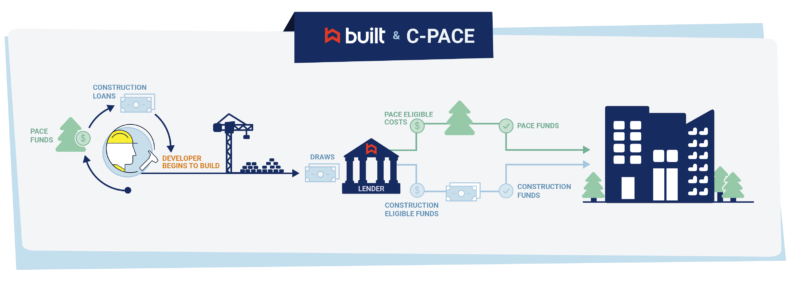 built & C-PACE
CONSTRUCTION
LOANS
PACE
FUNDS
$
DEVELOPER
BEGINS TO BUILD
DRAWS
LENDER
PACE ELIGIBLE
COSTS
$
PACE FUNDS
$
CONSTRUCTION
ELIGIBLE FUNDS
CONSTRUCTION
FUNDS